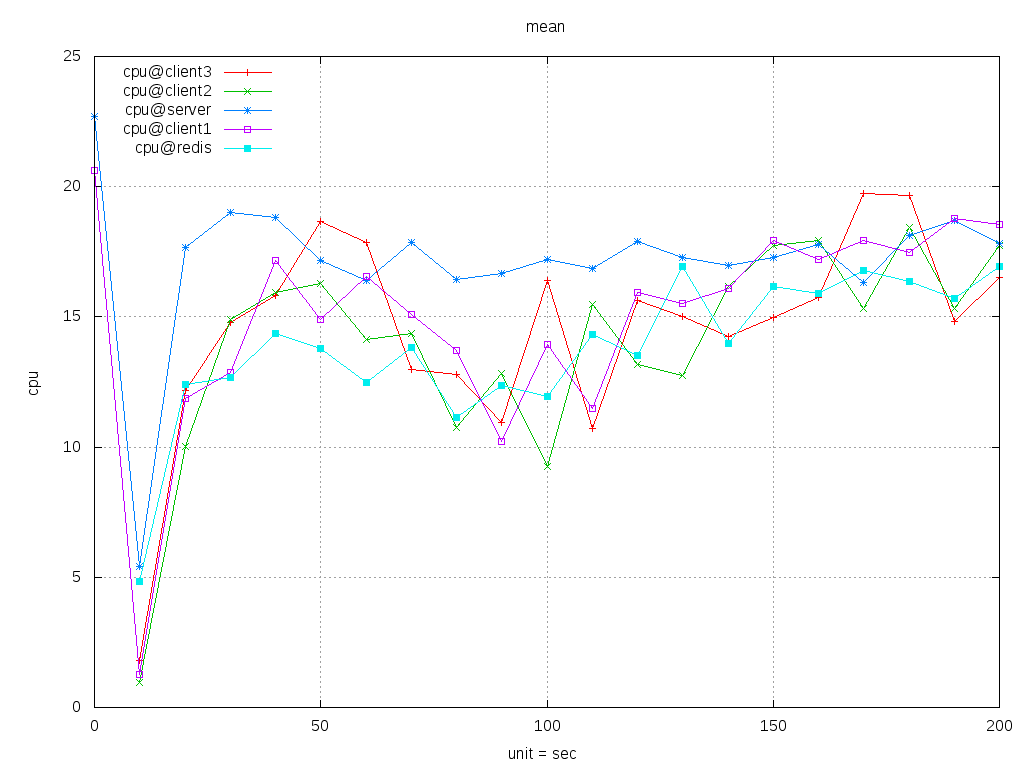 mean
25
20
15
10
5
0
cpu
cpu@client3
cpu@client2
cpu@server
cpu@client1
cpu@redis
0 50 100 150 200
unit = sec